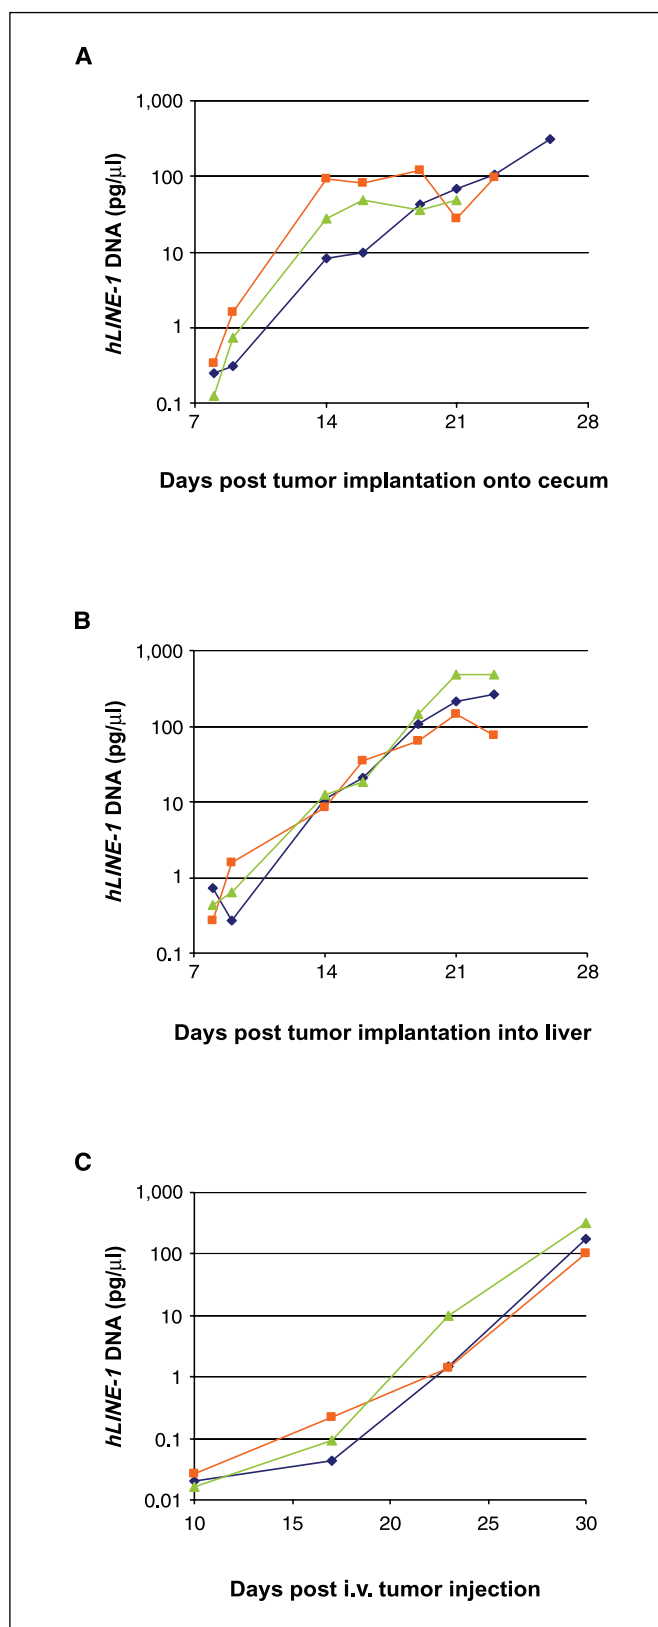 A
1,000
100
10
1
0.1
hLINE-1 DNA (pg/μl)
7 14 21 28
Days post tumor implantation onto cecum
B
1,000
100
10
1
0.1
hLINE-1 DNA (pg/μl)
7 14 21 28
Days post tumor implantation into liver
C
1,000
100
10
1
0.1
0.01
hLINE-1 DNA (pg/μl)
10 15 20 25 30
Days post i.v. tumor injection